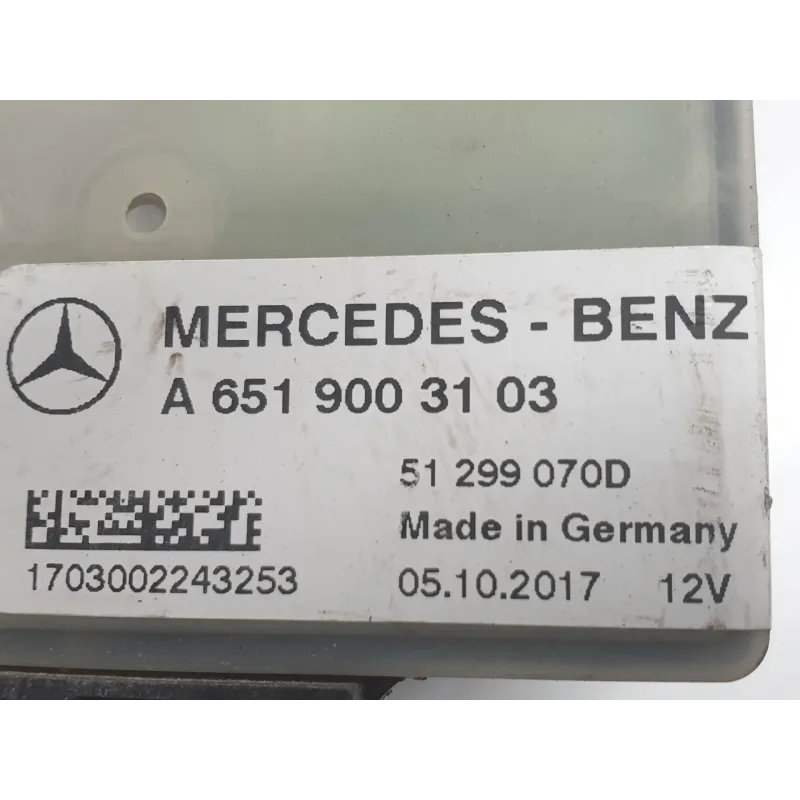 MERCEDES - BENZ
A 651 900 31 03
51 299 070D
Made in Germany
1703002243253
05.10.2017 12V